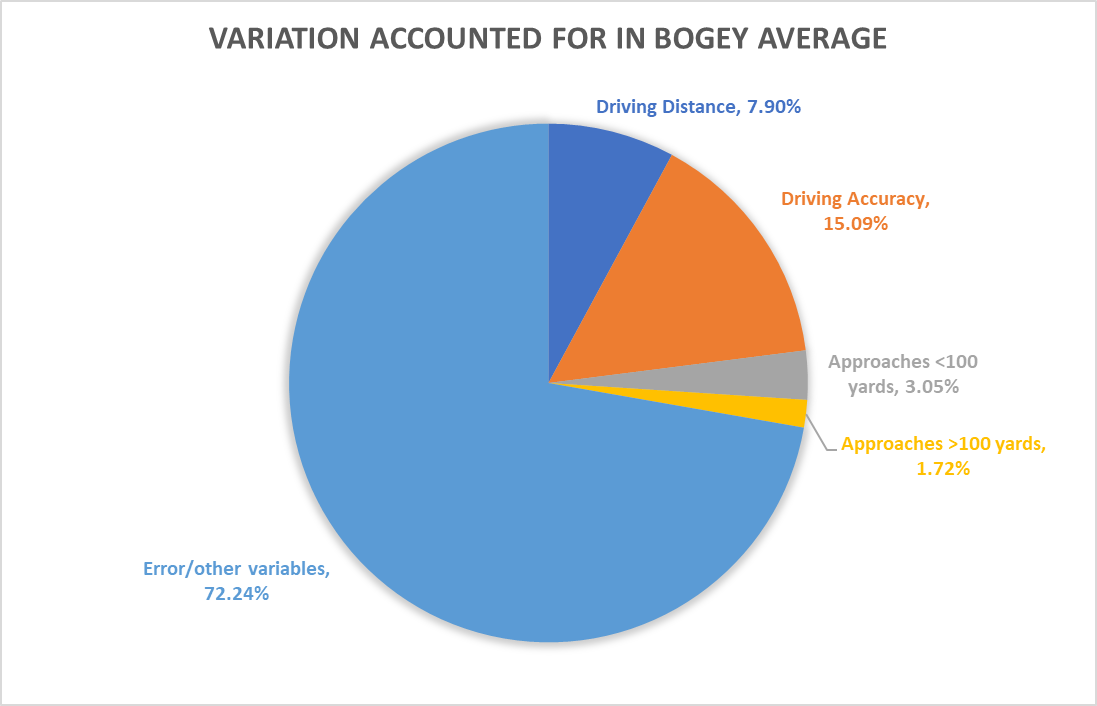 VARIATION ACCOUNTED FOR IN BOGEY AVERAGE
Driving Distance, 7.90%
Driving Accuracy,
15.09%
Approaches <100
yards, 3.05%
Approaches >100 yards,
1.72%
Error/other variables,
72.24%